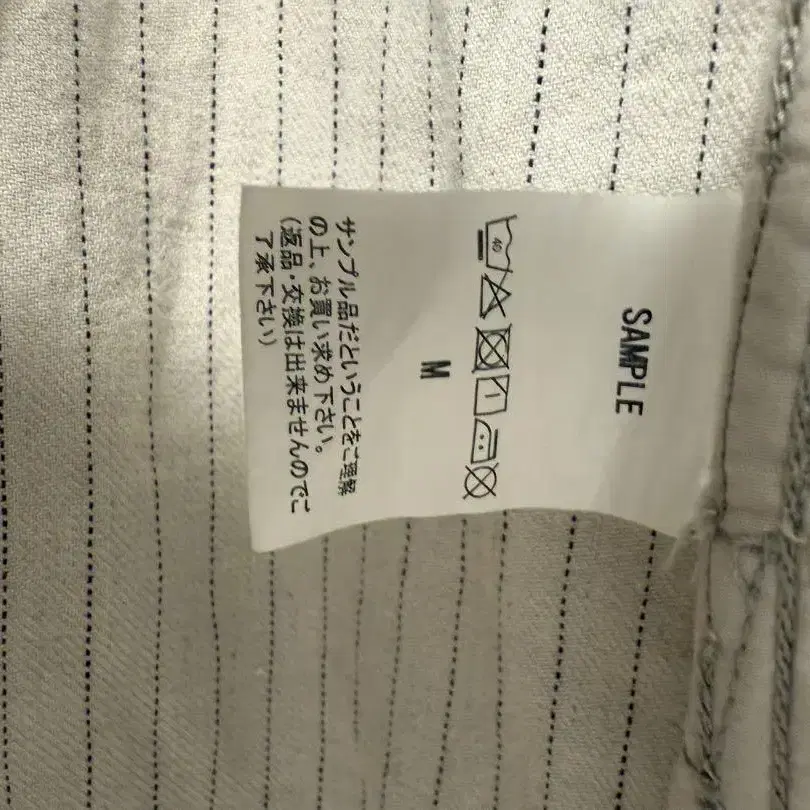 SAMPLE
40
M
サンプル品だということをご理解
の上、お買い求め下さい。
(返品・交換は出来ませんのでご
了承下さい)